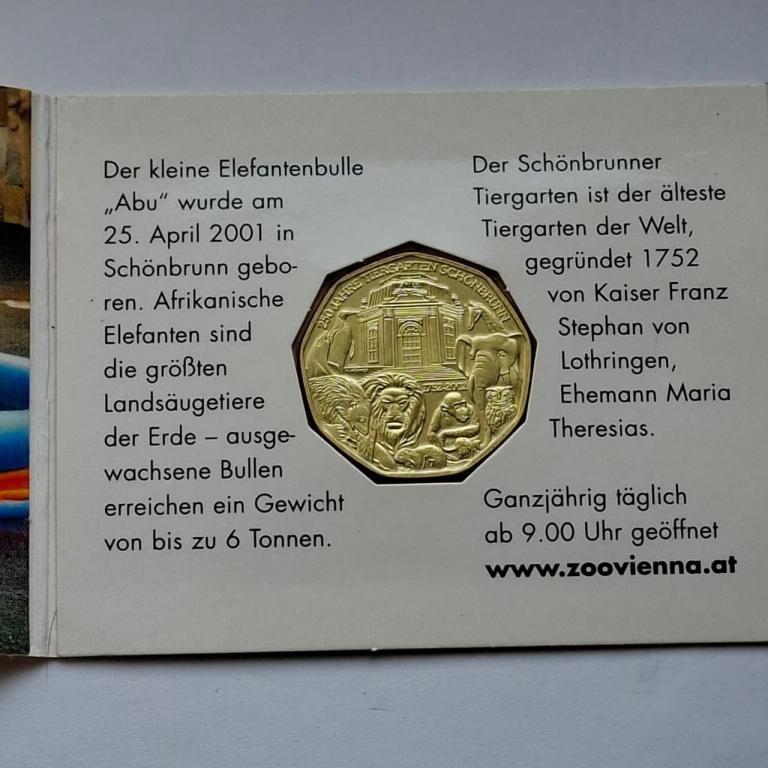 Der kleine Elefantenbulle
„Abu“ wurde am
25. April 2001 in
Schönbrunn gebo-
ren. Afrikanische
Elefanten sind
die größten
Landsäugetiere
der Erde – ausge-
wachsene Bullen
erreichen ein Gewicht
von bis zu 6 Tonnen.
250 JAHRE TIERGARTEN SCHÖNBRUNN
1752-2002
Der Schönbrunner
Tiergarten ist der älteste
Tiergarten der Welt,
gegründet 1752
von Kaiser Franz
Stephan von
Lothringen,
Ehemann Maria
Theresias.
Ganzjährig täglich
ab 9.00 Uhr geöffnet
www.zoovienna.at